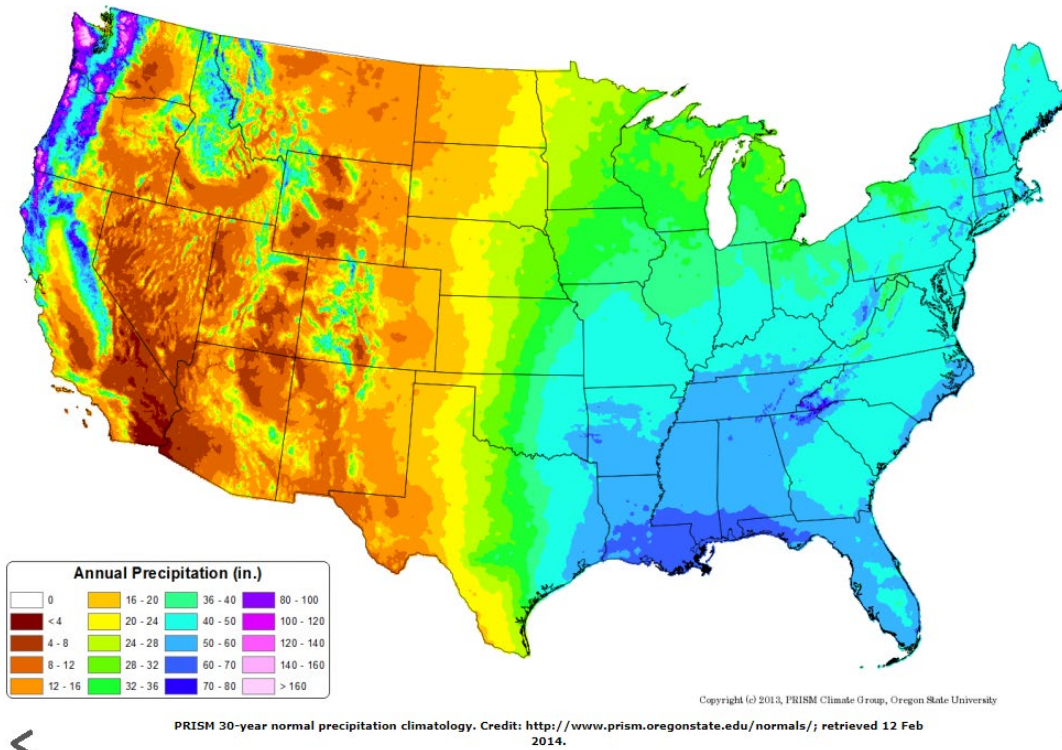 Annual Precipitation (in.)
0 16 - 20 36 - 40 80 - 100
< 4 20 - 24 40 - 50 100 - 120
4 - 8 24 - 28 50 - 60 120 - 140
8 - 12 28 - 32 60 - 70 140 - 160
12 - 16 32 - 36 70 - 80 > 160
Copyright (c) 2013, PRISM Climate Group, Oregon State University
PRISM 30-year normal precipitation climatology. Credit: http://www.prism.oregonstate.edu/normals/; retrieved 12 Feb
2014.